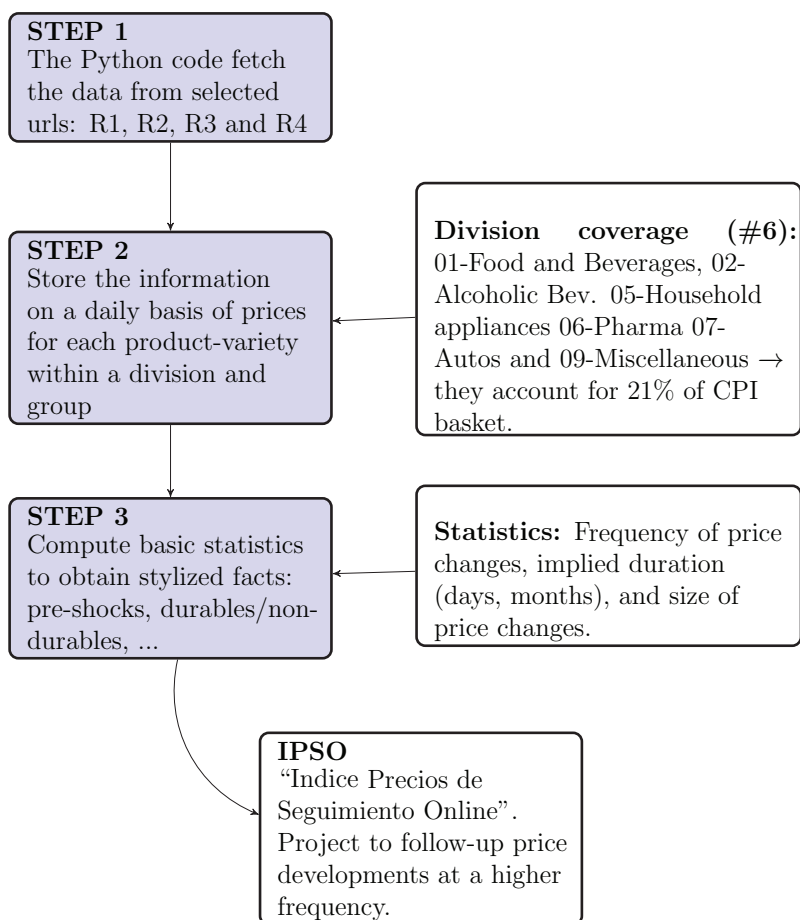 STEP 1
The Python code fetch
the data from selected
urls: R1, R2, R3 and R4
STEP 2
Store the information
on a daily basis of prices
for each product-variety
within a division and
group
Division coverage (#6):
01-Food and Beverages, 02-
Alcoholic Bev. 05-Household
appliances 06-Pharma 07-
Autos and 09-Miscellaneous →
they account for 21% of CPI
basket.
STEP 3
Compute basic statistics
to obtain stylized facts:
pre-shocks, durables/non-
durables, ...
Statistics: Frequency of price
changes, implied duration
(days, months), and size of
price changes.
IPSO
“Indice Precios de
Seguimiento Online”.
Project to follow-up price
developments at a higher
frequency.